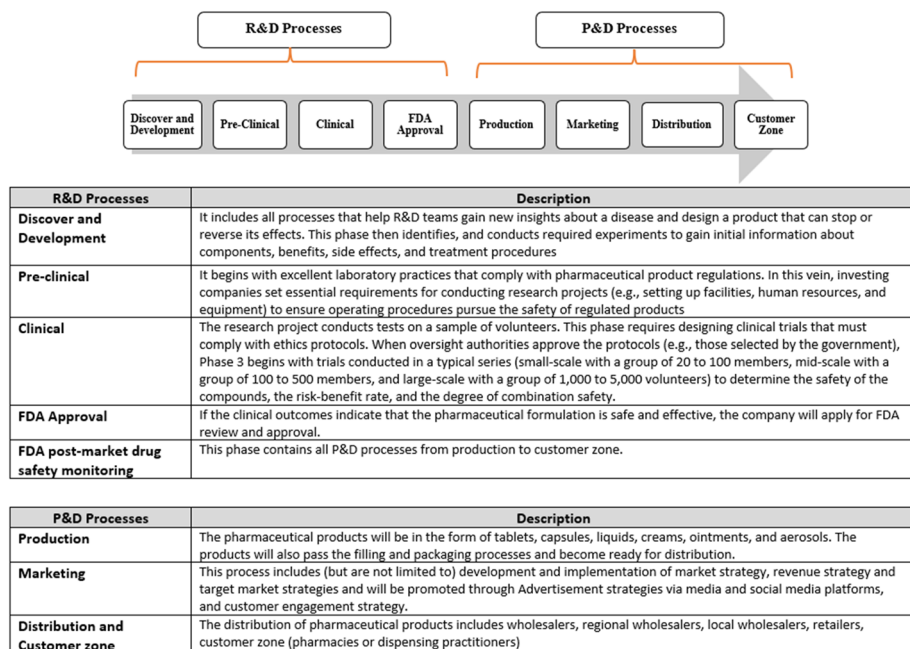 R&D Processes
P&D Processes
Discover and
Development
Pre-Clinical
Clinical
FDA
Approval
Production
Marketing
Distribution
Customer
Zone
R&D Processes
Description
Discover and
Development
It includes all processes that help R&D teams gain new insights about a disease and design a product that can stop or
reverse its effects. This phase then identifies, and conducts required experiments to gain initial information about
components, benefits, side effects, and treatment procedures
Pre-clinical
It begins with excellent laboratory practices that comply with pharmaceutical product regulations. In this vein, investing
companies set essential requirements for conducting research projects (e.g., setting up facilities, human resources, and
equipment) to ensure operating procedures pursue the safety of regulated products
Clinical
The research project conducts tests on a sample of volunteers. This phase requires designing clinical trials that must
comply with ethics protocols. When oversight authorities approve the protocols (e.g., those selected by the government),
Phase 3 begins with trials conducted in a typical series (small-scale with a group of 20 to 100 members, mid-scale with a
group of 100 to 500 members, and large-scale with a group of 1,000 to 5,000 volunteers) to determine the safety of the
compounds, the risk-benefit rate, and the degree of combination safety.
FDA Approval
If the clinical outcomes indicate that the pharmaceutical formulation is safe and effective, the company will apply for FDA
review and approval.
FDA post-market drug
safety monitoring
This phase contains all P&D processes from production to customer zone.
P&D Processes
Description
Production
The pharmaceutical products will be in the form of tablets, capsules, liquids, creams, ointments, and aerosols. The
products will also pass the filling and packaging processes and become ready for distribution.
Marketing
This process includes (but are not limited to) development and implementation of market strategy, revenue strategy and
target market strategies and will be promoted through Advertisement strategies via media and social media platforms,
and customer engagement strategy.
Distribution and
Customer zone
The distribution of pharmaceutical products includes wholesalers, regional wholesalers, local wholesalers, retailers,
customer zone (pharmacies or dispensing practitioners)